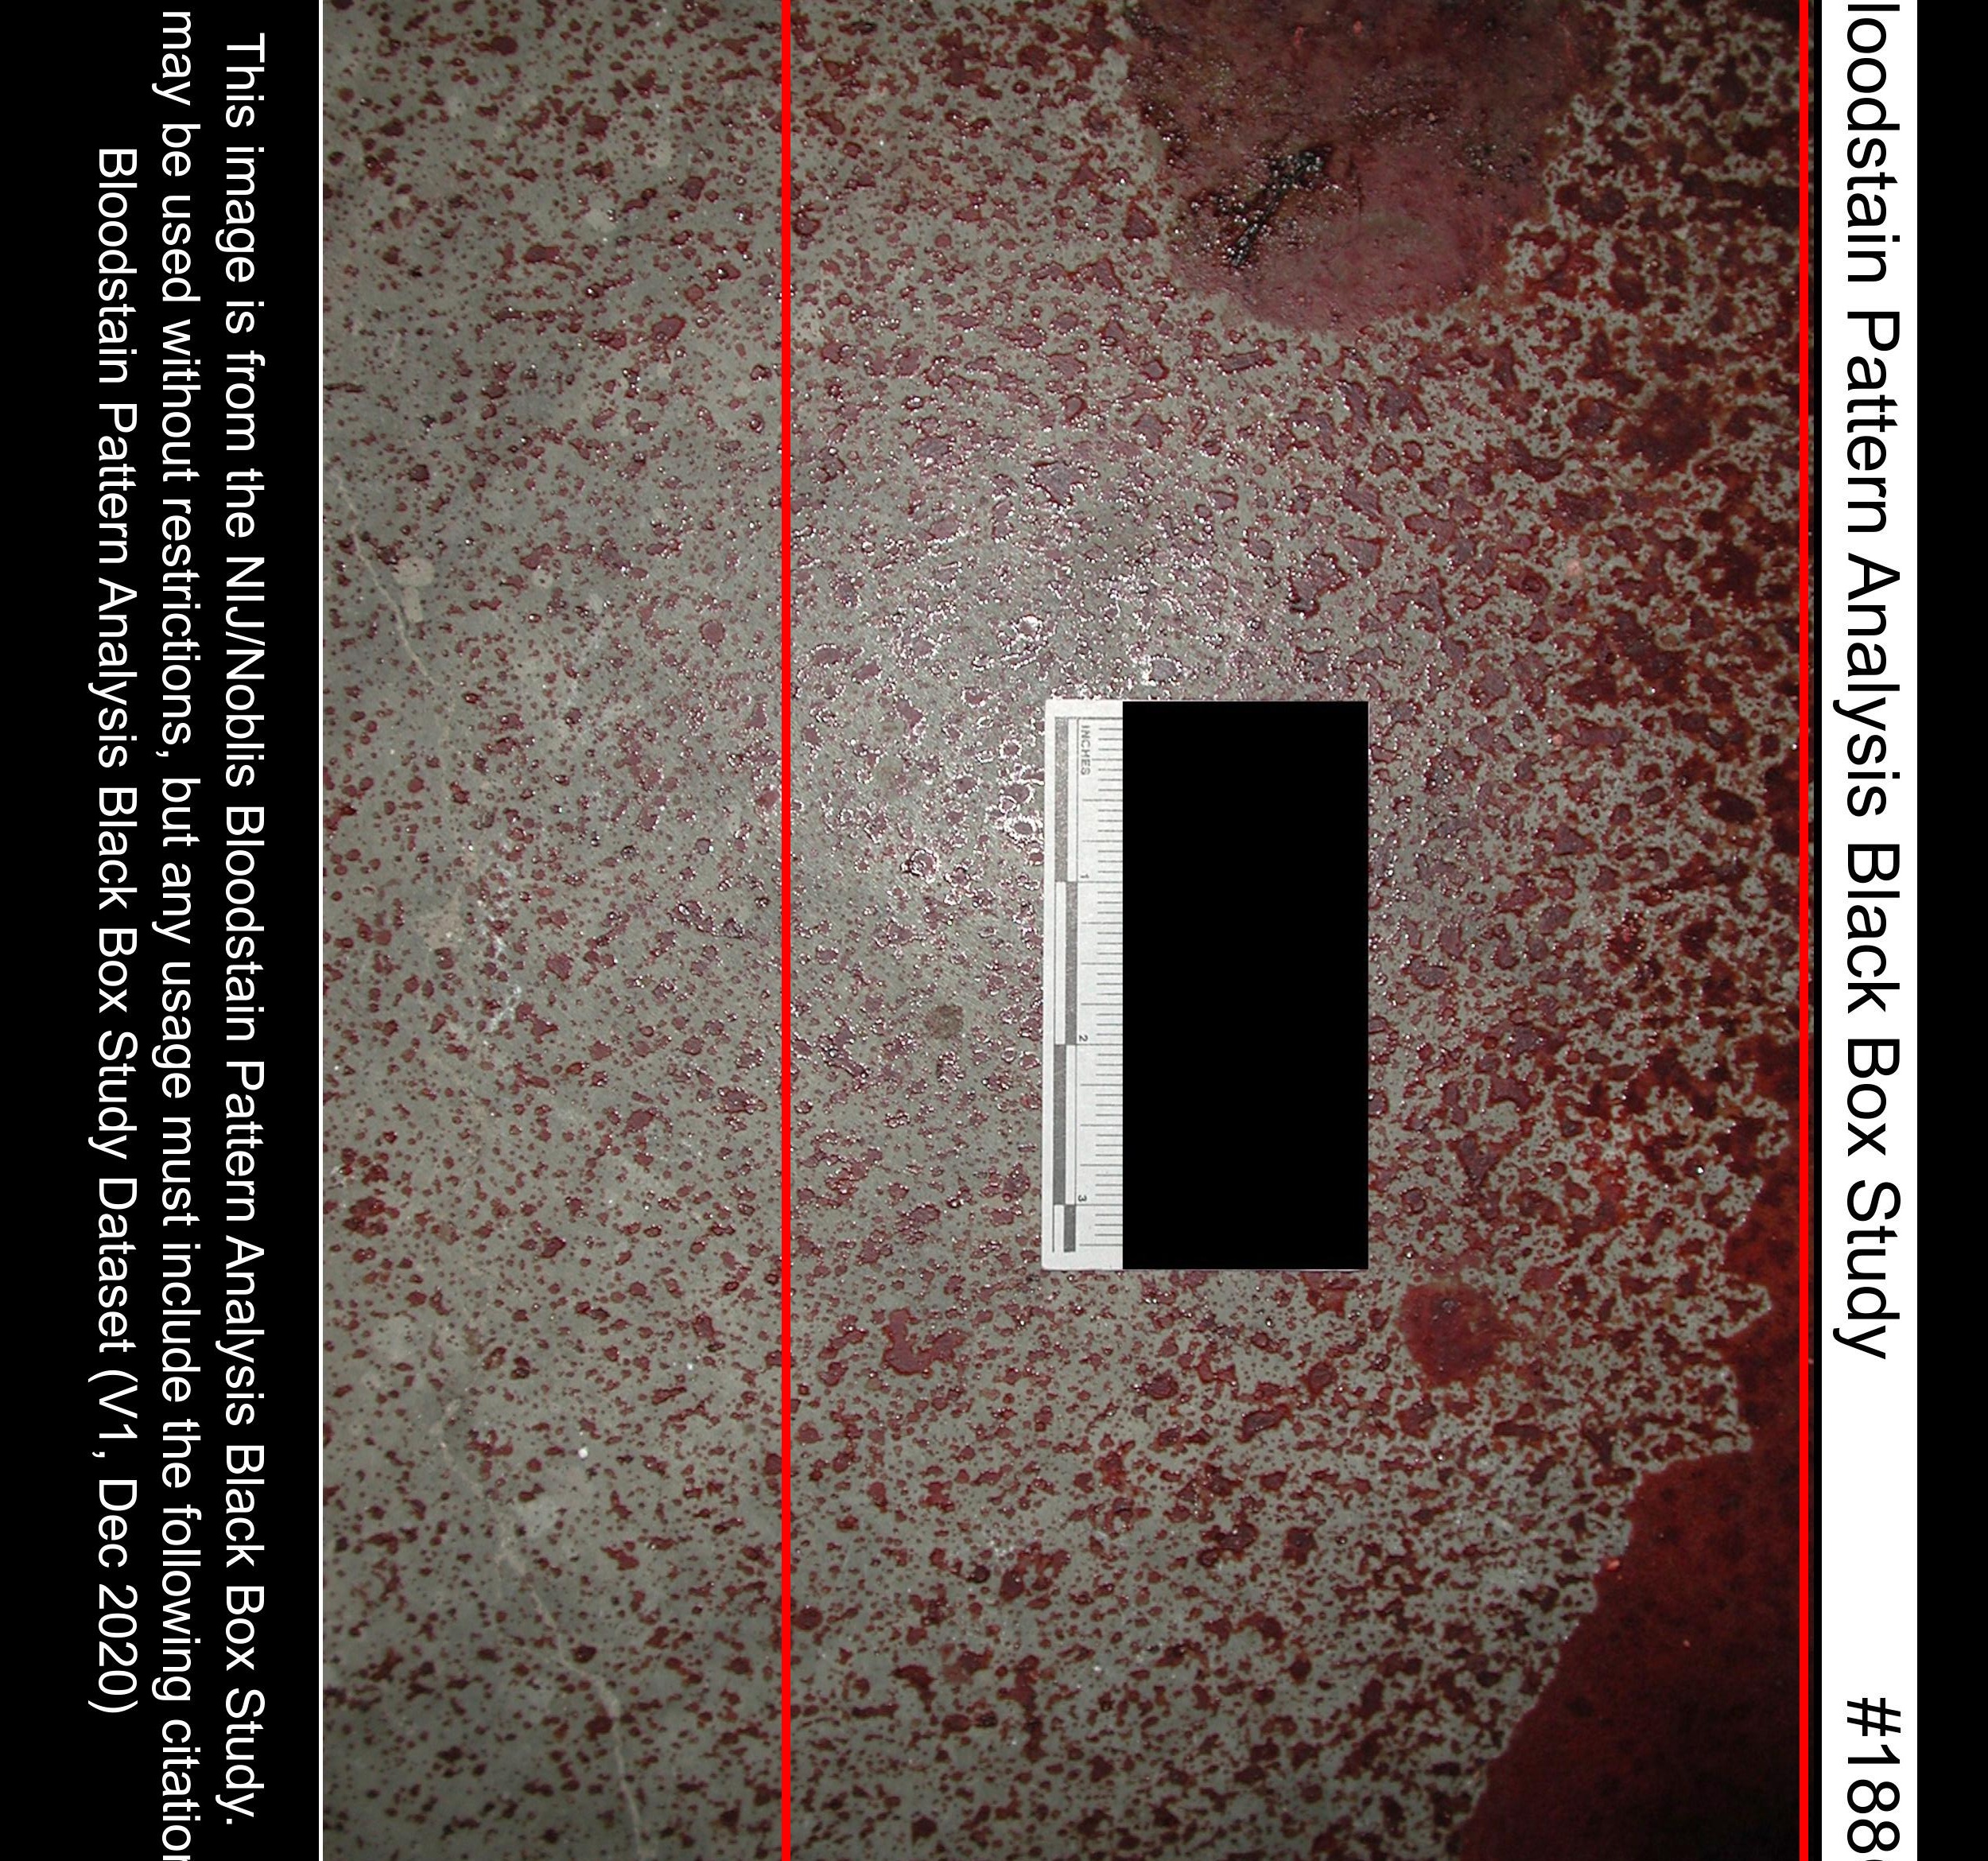 loodstain Pattern Analysis Black Box Study #188
INCHES
1
2
3
This image is from the NIJ/Noblis Bloodstain Pattern Analysis Black Box Study.
may be used without restrictions, but any usage must include the following citation
Bloodstain Pattern Analysis Black Box Study Dataset (V1, Dec 2020)